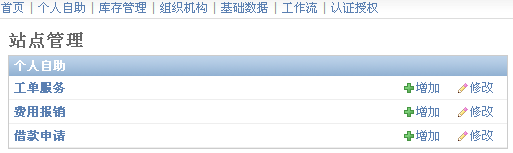 首页 | 个人自助 | 库存管理 | 组织机构 | 基础数据 | 工作流 | 认证授权
站点管理
个人自助
工单服务 增加 修改
费用报销 增加 修改
借款申请 增加 修改